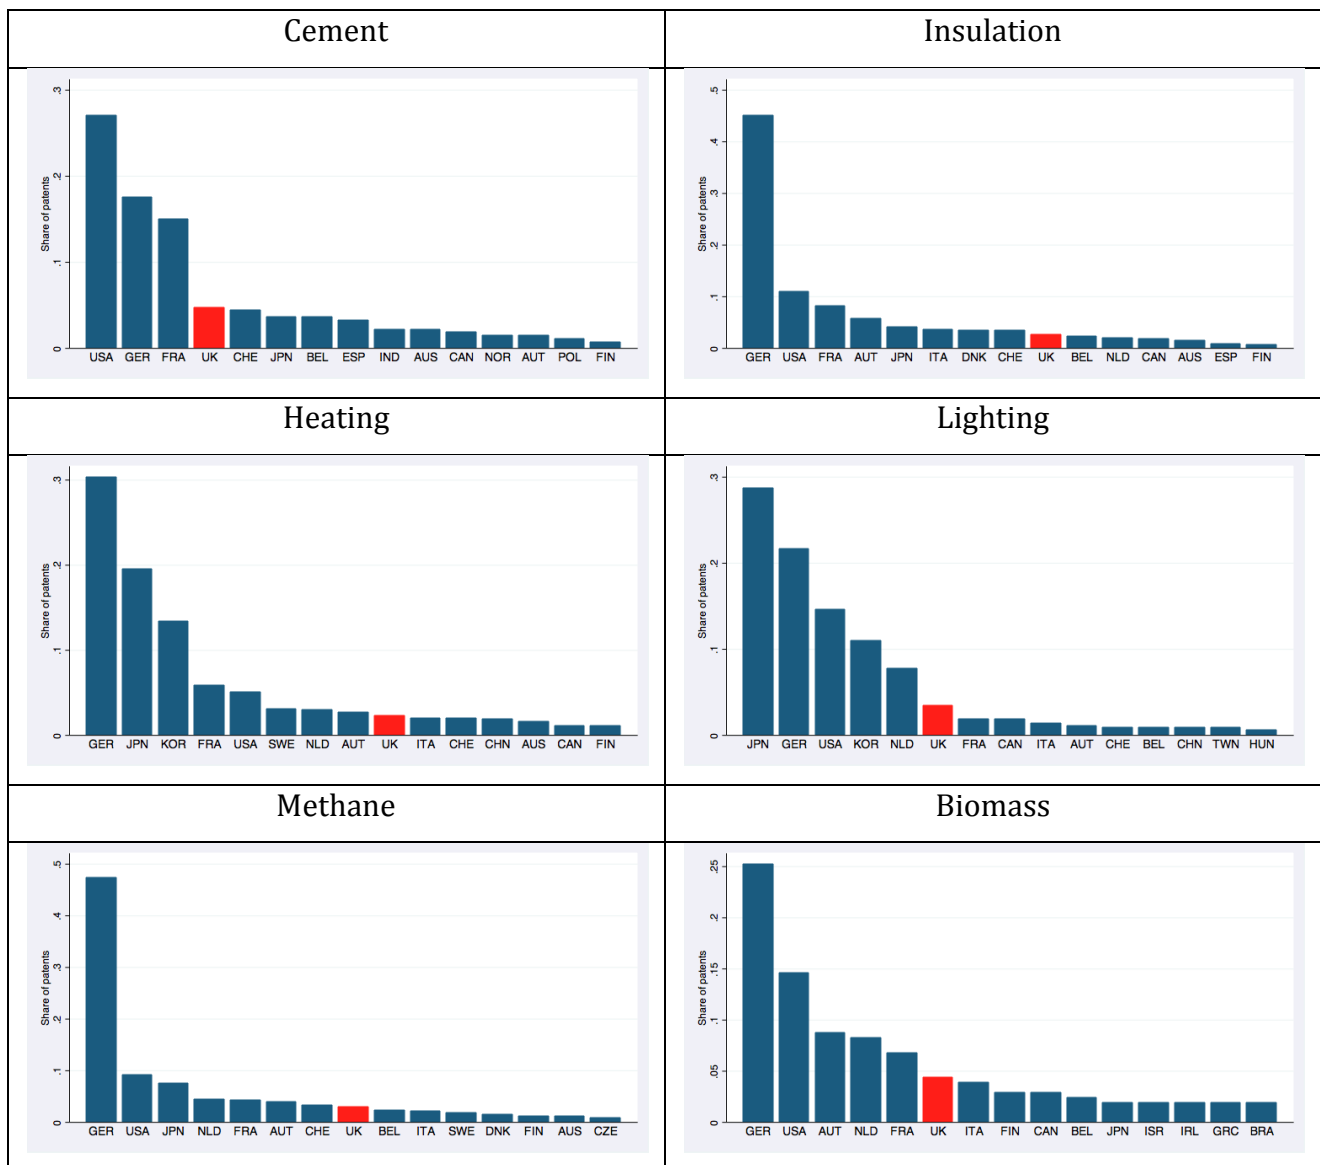 Cement
Insulation
Share of patents
.3
.2
.1
0
USA GER FRA UK CHE JPN BEL ESP IND AUS CAN NOR AUT POL FIN
Share of patents
.5
.4
.3
.2
.1
0
GER USA FRA AUT JPN ITA DNK CHE UK BEL NLD CAN AUS ESP FIN
Heating
Lighting
Share of patents
.3
.2
.1
0
GER JPN KOR FRA USA SWE NLD AUT UK ITA CHE CHN AUS CAN FIN
Share of patents
.3
.2
.1
0
JPN GER USA KOR NLD UK FRA CAN ITA AUT CHE BEL CHN TWN HUN
Methane
Biomass
Share of patents
.5
.4
.3
.2
.1
0
GER USA JPN NLD FRA AUT CHE UK BEL ITA SWE DNK FIN AUS CZE
Share of patents
.25
.2
.15
.1
.05
0
GER USA AUT NLD FRA UK ITA FIN CAN BEL JPN ISR IRL GRC BRA